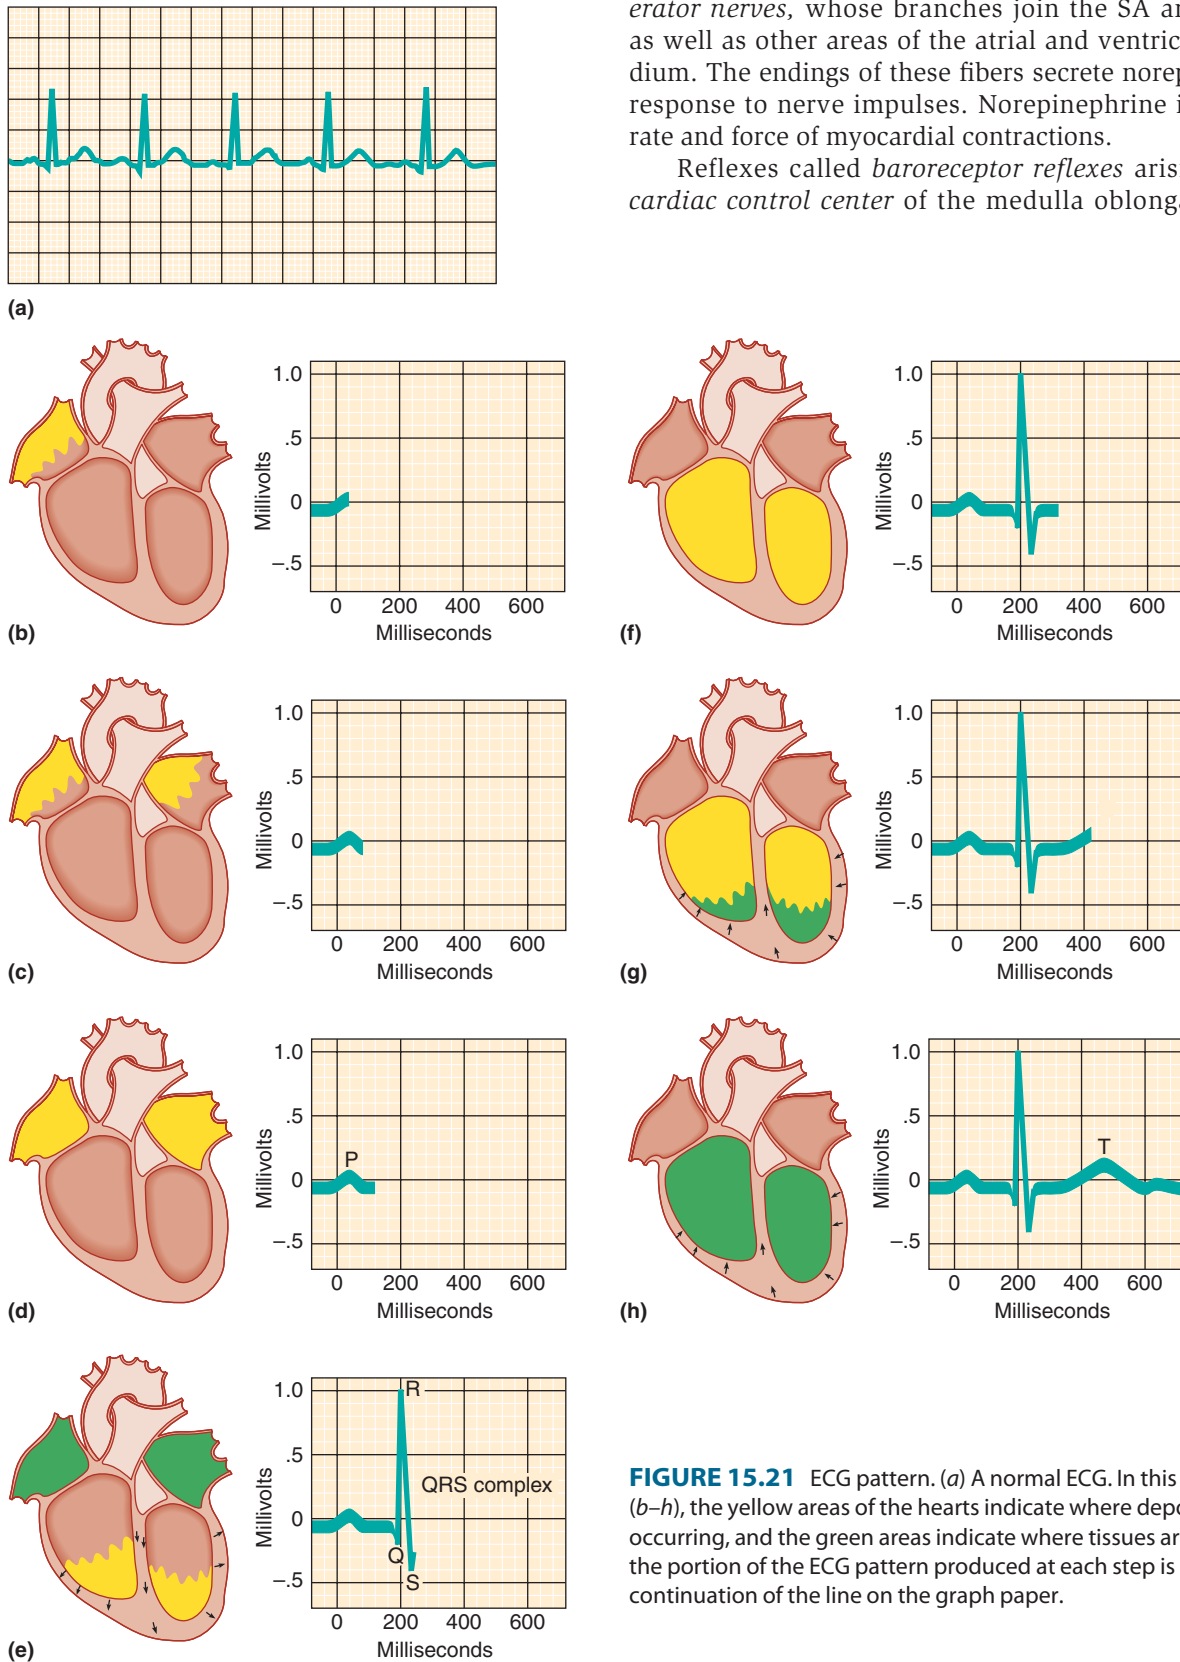 erator nerves, whose branches join the SA an
as well as other areas of the atrial and ventric
dium. The endings of these fibers secrete norep
response to nerve impulses. Norepinephrine i
rate and force of myocardial contractions.
Reflexes called baroreceptor reflexes aris
cardiac control center of the medulla oblonga
(a)
1.0
.5
0
–.5
Millivolts
0 200 400 600
Milliseconds
(b)
1.0
.5
0
–.5
Millivolts
0 200 400 600
Milliseconds
(c)
1.0
.5
0
–.5
Millivolts
P
0 200 400 600
Milliseconds
(d)
1.0
.5
0
–.5
Millivolts
R
QRS complex
Q
S
0 200 400 600
Milliseconds
(e)
1.0
.5
0
–.5
Millivolts
0 200 400 600
Milliseconds
(f)
1.0
.5
0
–.5
Millivolts
0 200 400 600
Milliseconds
(g)
1.0
.5
0
–.5
Millivolts
T
0 200 400 600
Milliseconds
(h)
FIGURE 15.21 ECG pattern. (a) A normal ECG. In this
(b–h), the yellow areas of the hearts indicate where depo
occurring, and the green areas indicate where tissues ar
the portion of the ECG pattern produced at each step is
continuation of the line on the graph paper.